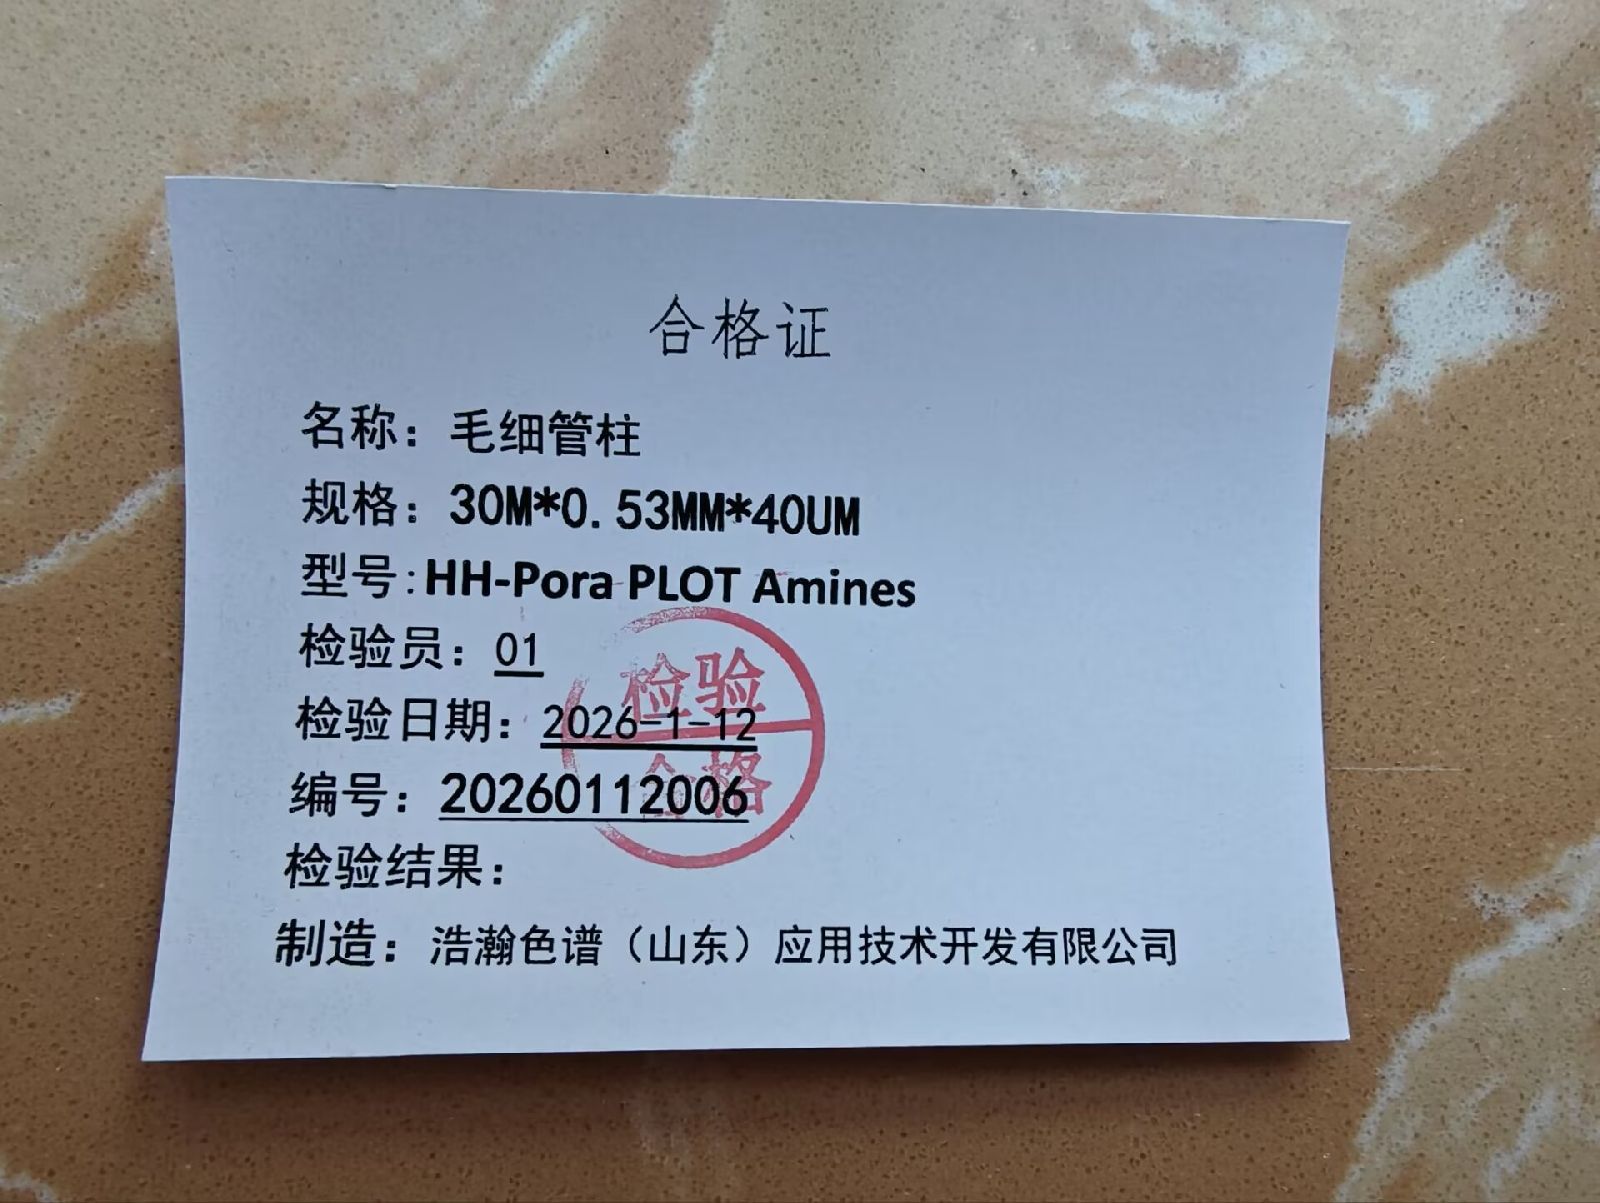 合格证
名称：毛细管柱
规格：30M*0.53MM*40UM
型号:HH-Pora PLOT Amines
检验员：01
检验
检验日期：2026-1-12
合格
编号：20260112006
检验结果：
制造：浩瀚色谱（山东）应用技术开发有限公司